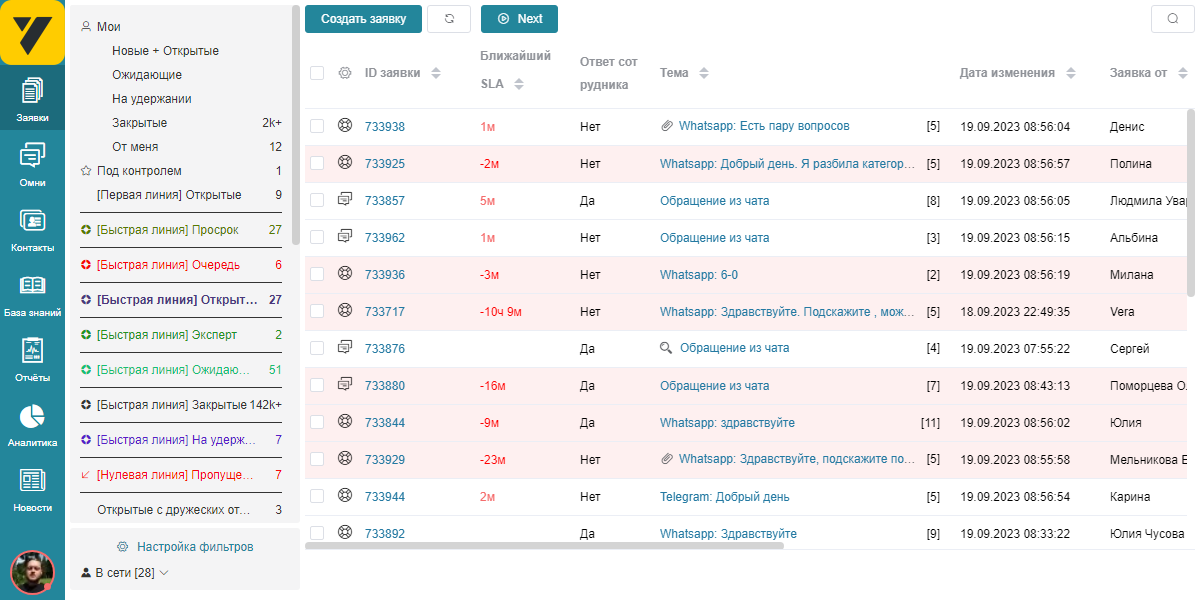 Заявки
Омни
Контакты
База знаний
Отчёты
Аналитика
Новости
Мои
Новые + Открытые
Ожидающие
На удержании
Закрытые 2k+
От меня 12
Под контролем 1
[Первая линия] Открытые 9
[Быстрая линия] Просрок 27
[Быстрая линия] Очередь 6
[Быстрая линия] Открыт... 27
[Быстрая линия] Эксперт 2
[Быстрая линия] Ожидаю... 51
[Быстрая линия] Закрытые 142k+
[Быстрая линия] На удерж... 7
[Нулевая линия] Пропуще... 7
Открытые с дружеских от... 3
Настройка фильтров
В сети [28]
Создать заявку Next
ID заявки Ближайший SLA Ответ сотрудника Тема Дата изменения Заявка от
733938 1м Нет Whatsapp: Есть пару вопросов [5] 19.09.2023 08:56:04 Денис
733925 -2м Нет Whatsapp: Добрый день. Я разбила категор... [5] 19.09.2023 08:56:57 Полина
733857 5м Да Обращение из чата [8] 19.09.2023 08:56:05 Людмила Увар
733962 1м Нет Обращение из чата [3] 19.09.2023 08:56:15 Альбина
733936 -3м Нет Whatsapp: 6-0 [2] 19.09.2023 08:56:19 Милана
733717 -10ч 9м Нет Whatsapp: Здравствуйте. Подскажите , мож... [5] 18.09.2023 22:49:35 Vera
733876 Да Обращение из чата [4] 19.09.2023 07:55:22 Сергей
733880 -16м Да Обращение из чата [7] 19.09.2023 08:43:13 Поморцева О.
733844 -9м Да Whatsapp: здравствуйте [11] 19.09.2023 08:56:02 Юлия
733929 -23м Нет Whatsapp: Здравствуйте, подскажите по... [5] 19.09.2023 08:55:58 Мельникова Е
733944 2м Нет Telegram: Добрый день [5] 19.09.2023 08:56:54 Карина
733892 Да Whatsapp: Здравствуйте [9] 19.09.2023 08:33:22 Юлия Чусова